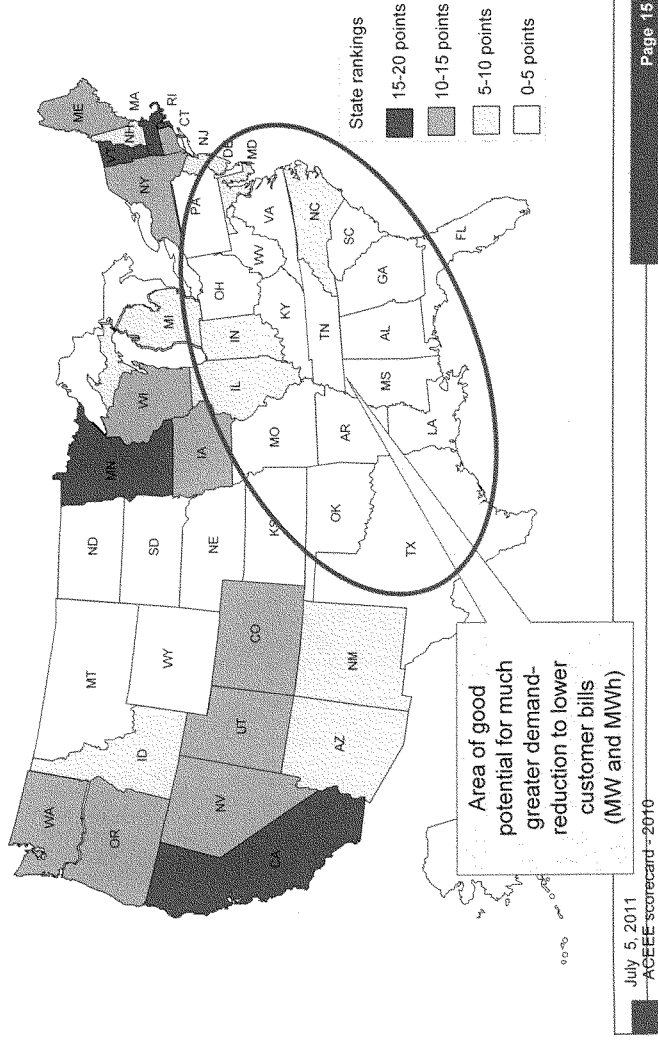 WA
OR
CA
NV
ID
MT
WY
UT
CO
AZ
NM
ND
SD
NE
KS
OK
TX
MN
IA
MO
AR
LA
WI
IL
MI
IN
OH
KY
TN
MS
AL
GA
FL
SC
NC
VA
WV
PA
NY
VT
NH
ME
MA
RI
CT
NJ
DE
MD
State rankings
15-20 points
10-15 points
5-10 points
0-5 points
Area of good
potential for much
greater demand-
reduction to lower
customer bills
(MW and MWh)
July 5, 2011
ACEEE scorecard - 2010
Page 15